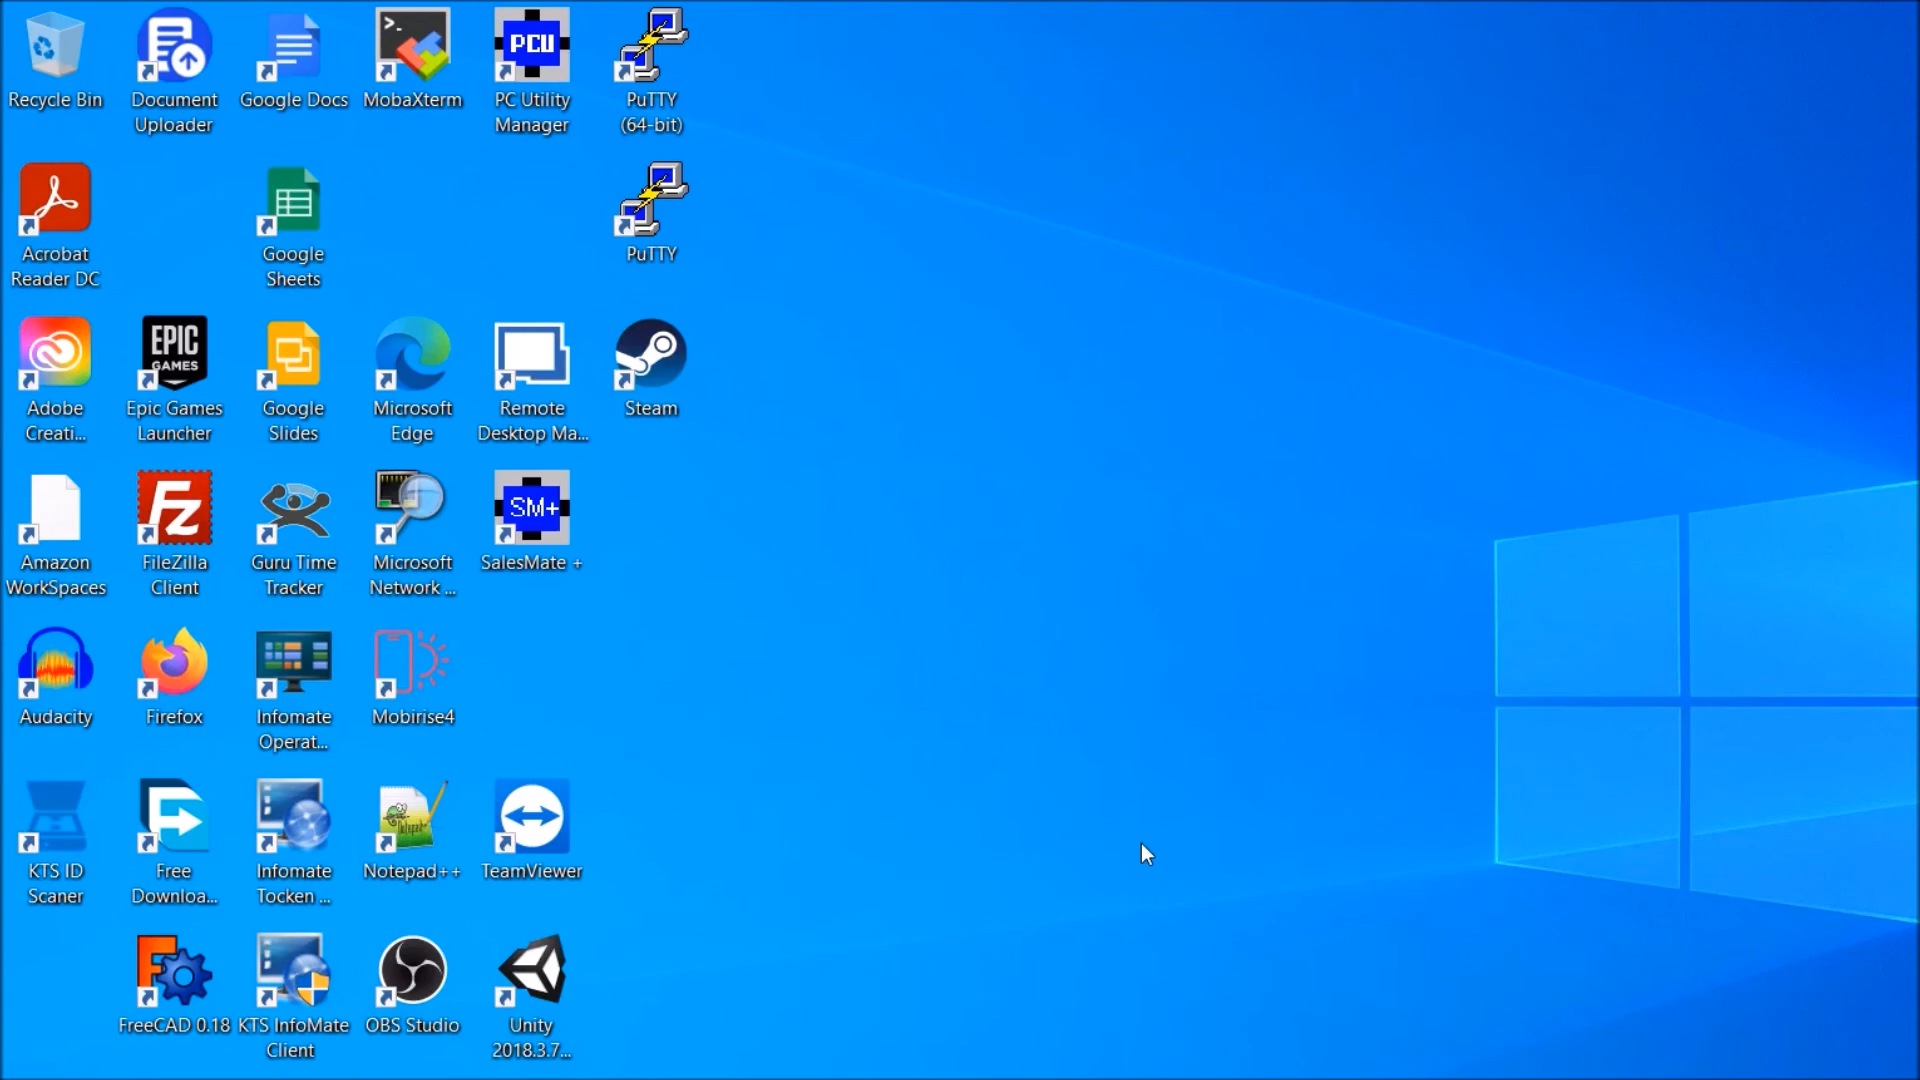 Recycle Bin
Document
Uploader
Google Docs
>.
MobaXterm
PCU
PC Utility
Manager
PuTTY
(64-bit)
Acrobat
Reader DC
Google
Sheets
PuTTY
Adobe
Creati...
EPIC
GAMES
Epic Games
Launcher
Google
Slides
Microsoft
Edge
Remote
Desktop Ma...
Steam
Amazon
WorkSpaces
Fz
FileZilla
Client
Guru Time
Tracker
Microsoft
Network ...
SM+
SalesMate +
Audacity
Firefox
Infomate
Operat...
Mobirise4
KTS ID
Scaner
Free
Downloa...
Infomate
Tocken ...
Notepad++
TeamViewer
FreeCAD 0.18
KTS InfoMate
Client
OBS Studio
Unity
2018.3.7...